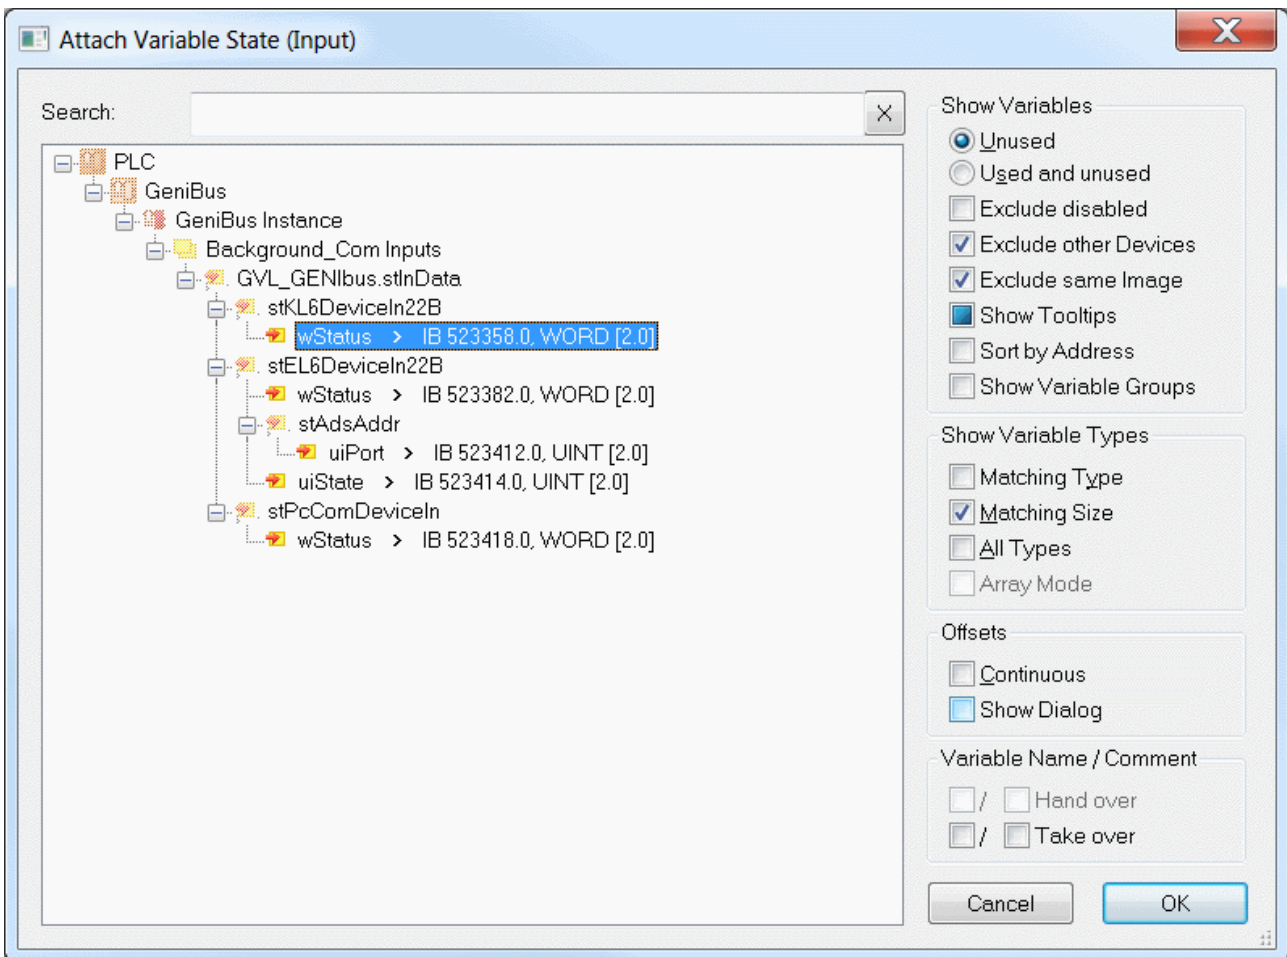 Attach Variable State (Input)
Search:
PLC
GeniBus
GeniBus Instance
Background_Com Inputs
GVL_GENIbus.stInData
stKL6DeviceIn22B
wStatus > IB 523358.0, WORD [2.0]
stEL6DeviceIn22B
wStatus > IB 523382.0, WORD [2.0]
stAdsAddr
uiPort > IB 523412.0, UINT [2.0]
uiState > IB 523414.0, UINT [2.0]
stPcComDeviceIn
wStatus > IB 523418.0, WORD [2.0]
Show Variables
Unused
Used and unused
Exclude disabled
Exclude other Devices
Exclude same Image
Show Tooltips
Sort by Address
Show Variable Groups
Show Variable Types
Matching Type
Matching Size
All Types
Array Mode
Offsets
Continuous
Show Dialog
Variable Name / Comment
/ Hand over
/ Take over
Cancel
OK